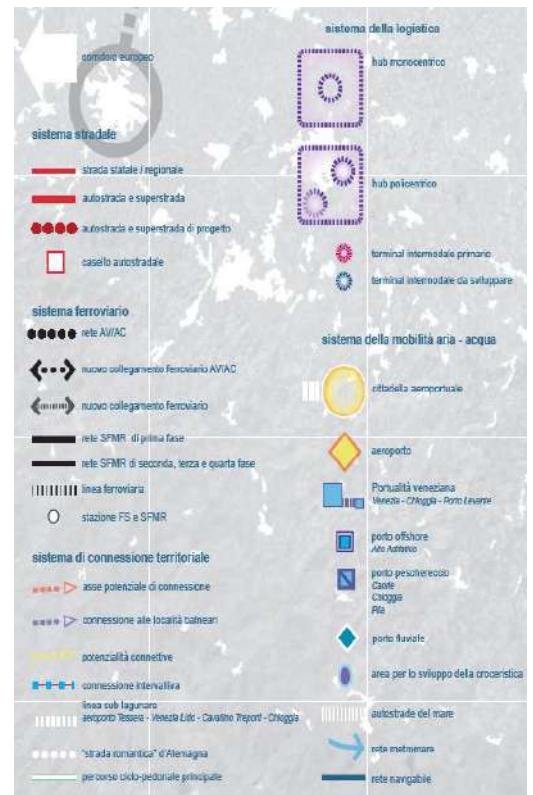 corridoio europeo
sistema stradale
strada statale / regionale
autostrada e superstrada
autostrada e superstrada di progetto
casello autostradale
sistema ferroviario
rete AV/AC
nuovo collegamento ferroviario AV/AC
nuovo collegamento ferroviario
rete SFMR di prima fase
rete SFMR di seconda, terza e quarta fase
linea ferroviaria
stazione FS e SFMR
sistema di connessione territoriale
asse potenziale di connessione
connessione alle località balneari
potenzialità connettive
connessione intervalliva
linea sub lagunare
aeroporto Tessera - Venezia Lido - Cavallino Treporti - Chioggia
"strada romantica" d'Alemagna
percorso ciclo-pedonale principale
sistema della logistica
hub monocentrico
hub policentrico
terminal intermodale primario
terminal intermodale da sviluppare
sistema della mobilità aria - acqua
cittadella aeroportuale
aeroporto
Portualità veneziana
Venezia - Chioggia - Porto Levante
porto offshore
Alto Adriatico
porto peschereccio
Caorle
Chioggia
Pila
porto fluviale
area per lo sviluppo della crocieristica
autostrade del mare
rete metromare
rete navigabile